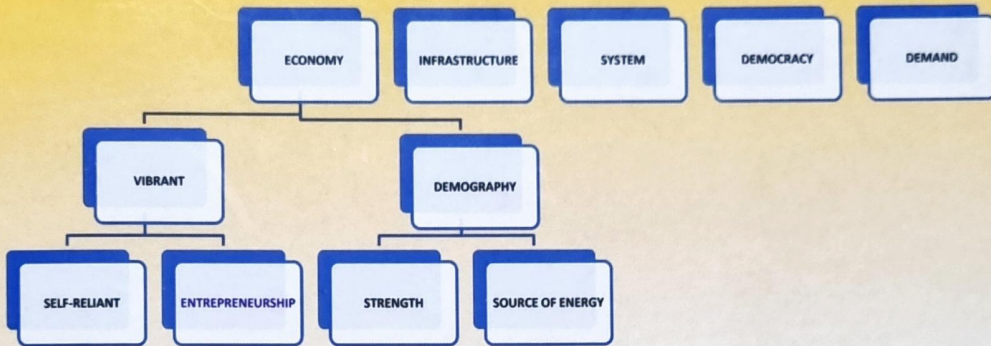 ECONOMY
INFRASTRUCTURE
SYSTEM
DEMOCRACY
DEMAND
VIBRANT
DEMOGRAPHY
SELF-RELIANT
ENTREPRENEURSHIP
STRENGTH
SOURCE OF ENERGY